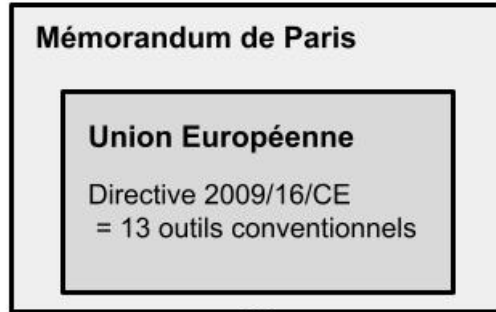 Mémorandum de Paris
Union Européenne
Directive 2009/16/CE
= 13 outils conventionnels